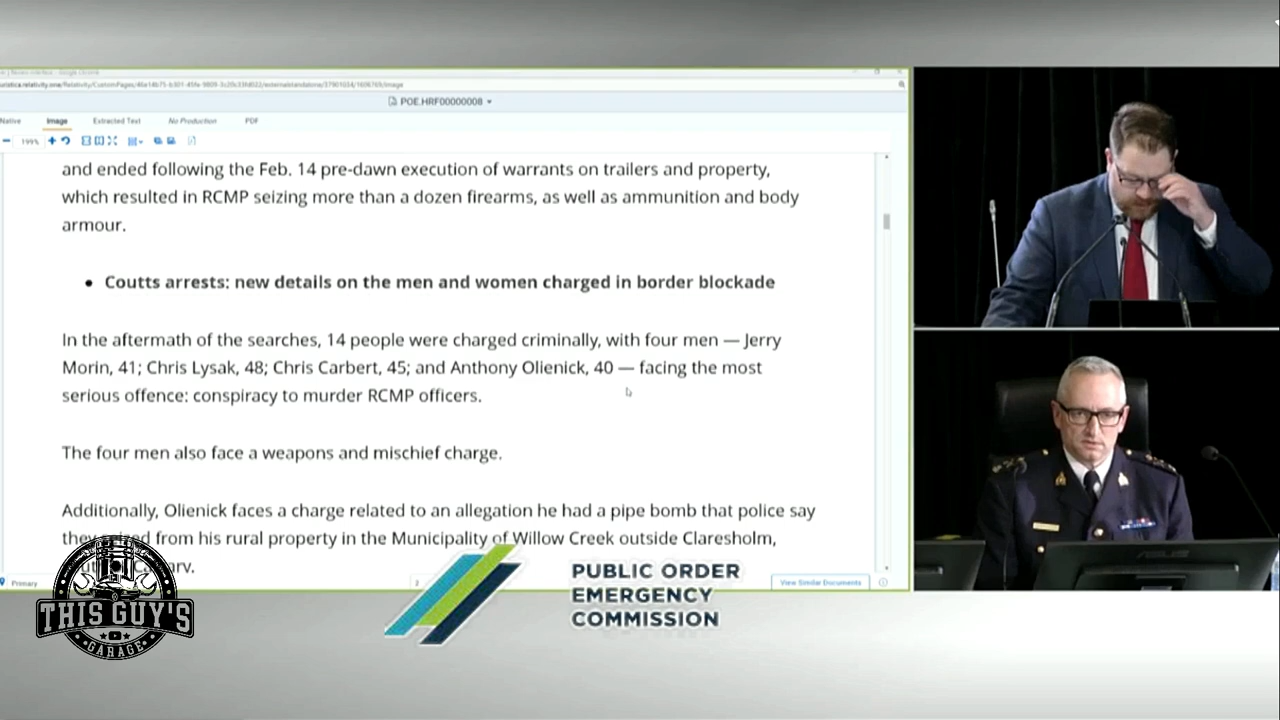 POE.HRF00000008
Image
Extracted Text
No Production
PDF
199%
and ended following the Feb. 14 pre-dawn execution of warrants on trailers and property,
which resulted in RCMP seizing more than a dozen firearms, as well as ammunition and body
armour.
• Coutts arrests: new details on the men and women charged in border blockade
In the aftermath of the searches, 14 people were charged criminally, with four men — Jerry
Morin, 41; Chris Lysak, 48; Chris Carbert, 45; and Anthony Olienick, 40 — facing the most
serious offence: conspiracy to murder RCMP officers.
The four men also face a weapons and mischief charge.
Additionally, Olienick faces a charge related to an allegation he had a pipe bomb that police say
from his rural property in the Municipality of Willow Creek outside Claresholm,
Primary
2
View Similar Documents
THIS GUY'S
GARAGE
PUBLIC ORDER
EMERGENCY
COMMISSION
ASUS